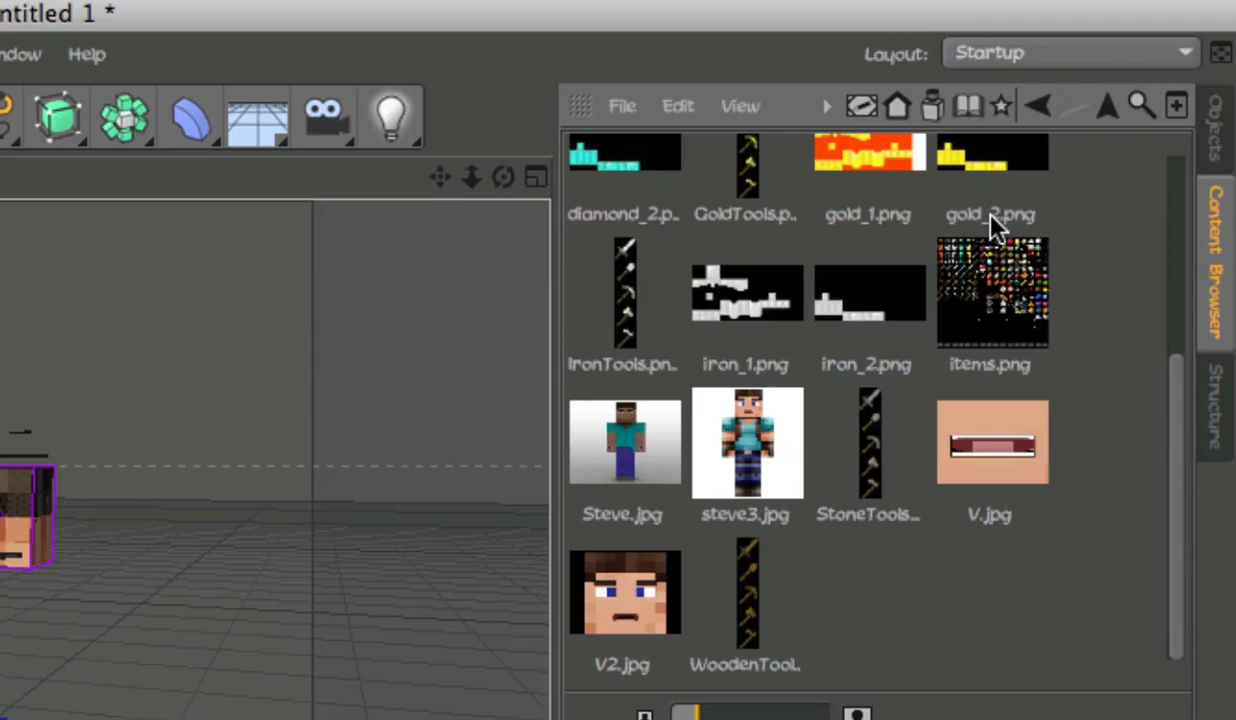 ntitled 1 *
ndow Help Layout: Startup
File Edit View
diamond_2.p.. GoldTools.p.. gold_1.png gold_2.png
IronTools.pn.. iron_1.png iron_2.png items.png
Steve.jpg steve3.jpg StoneTools... V.jpg
V2.jpg WoodenTool..
Objects
Content Browser
Structure